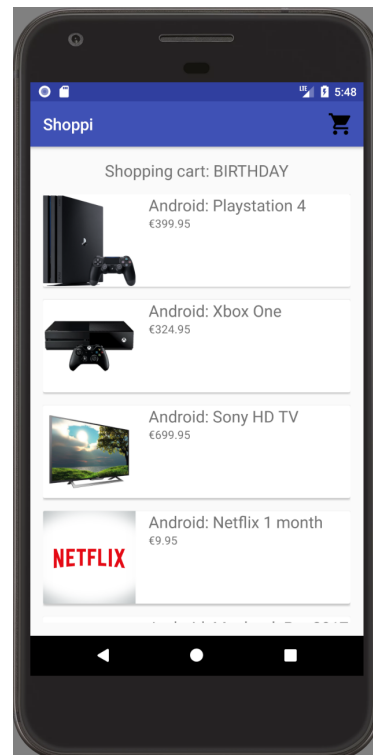 LTE 5:48
Shoppi
Shopping cart: BIRTHDAY
Android: Playstation 4
€399.95
Android: Xbox One
€324.95
Android: Sony HD TV
€699.95
Android: Netflix 1 month
€9.95
NETFLIX